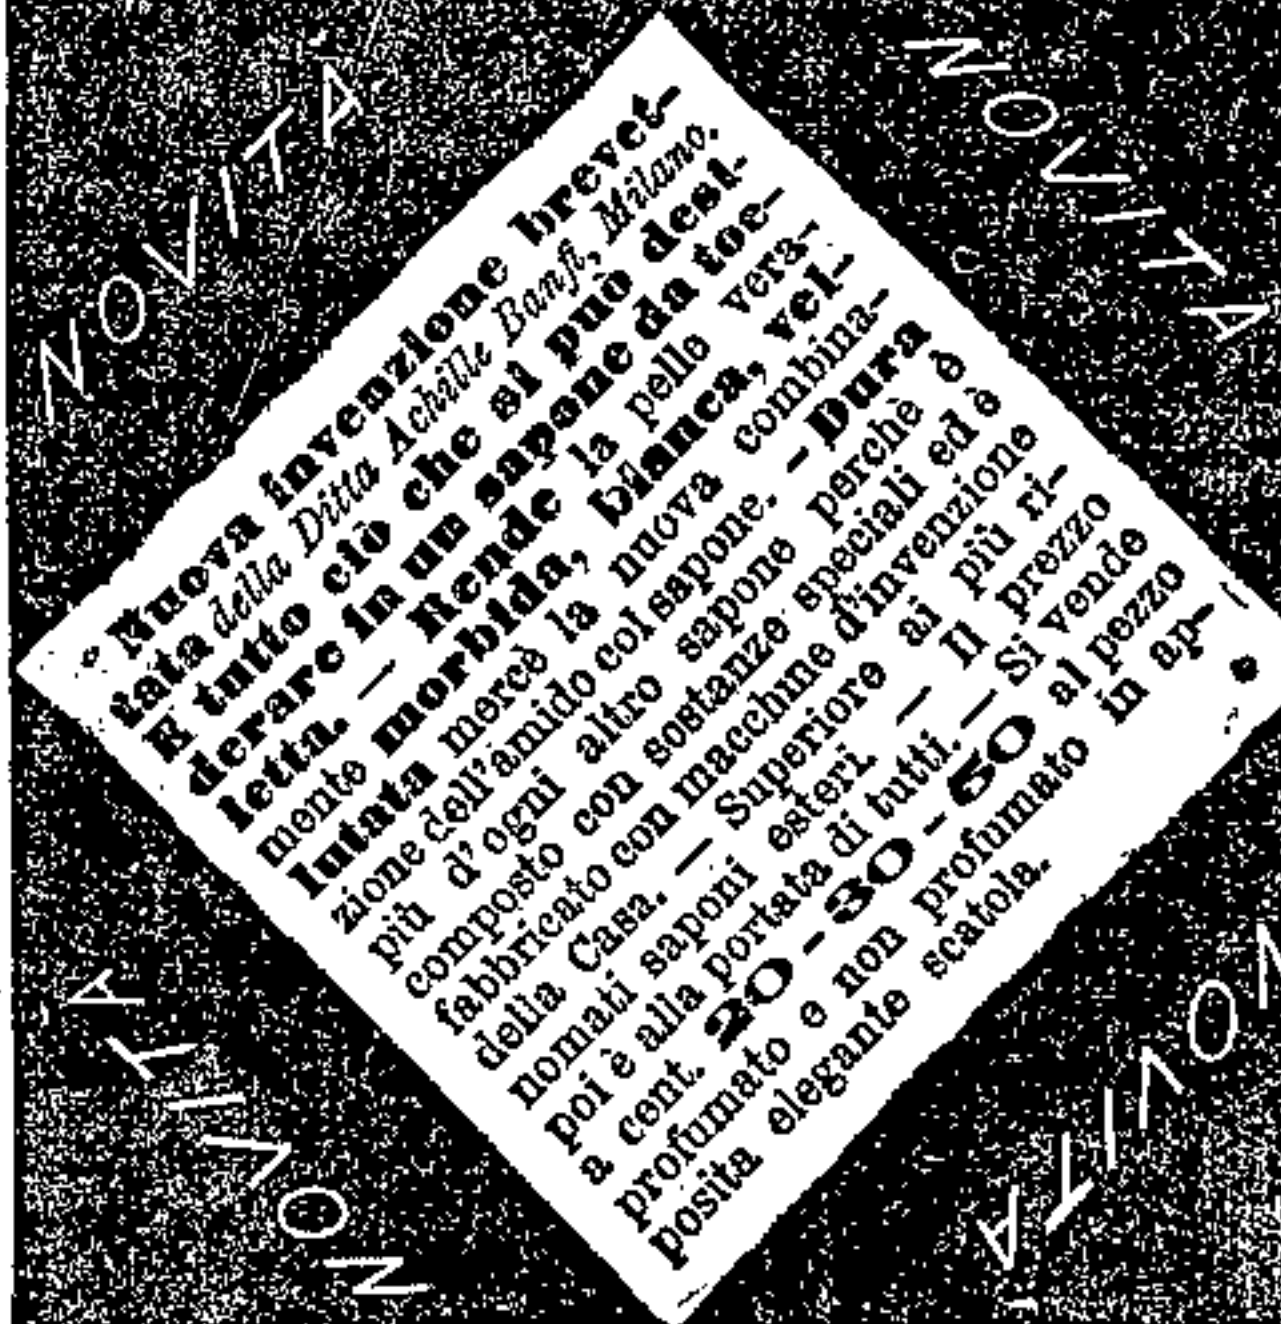 NOVITA
NOVITA
Nuova invenzione brevet-
tata della Ditta Achille Banfi, Milano.
E tutto ciò che si può desi-
derare in un sapone da toe-
letta. — Rende la pelle vera-
mente morbida, bianca, vel-
lutata mercè la nuova combina-
zione dell'amido col sapone. — Dura
più d'ogni altro sapone perchè è
composto con sostanze speciali ed è
fabbricato con macchine d'invenzione
della Casa. — Superiore ai più ri-
nomati saponi esteri. — Il prezzo
poi è alla portata di tutti. — Si vende
a cent. 20 - 30 - 50 al pezzo
profumato e non profumato in ap-
posita elegante scatola.
NOVITA
NOVITA